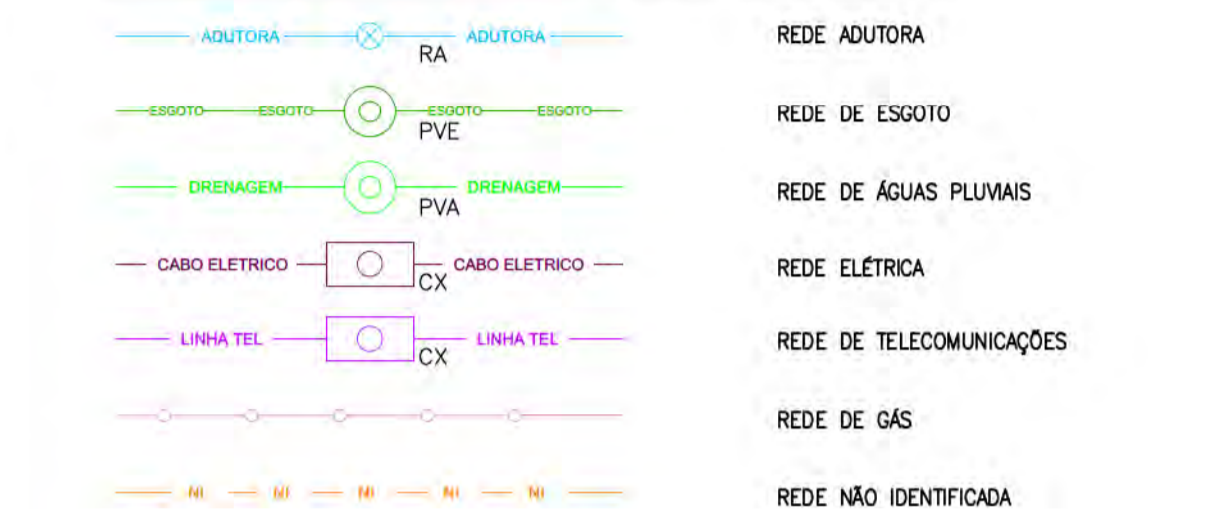 ADUTORA ADUTORA REDE ADUTORA
RA
ESGOTO ESGOTO ESGOTO ESGOTO REDE DE ESGOTO
PVE
DRENAGEM DRENAGEM REDE DE ÁGUAS PLUVIAIS
PVA
CABO ELETRICO CABO ELETRICO REDE ELÉTRICA
CX
LINHA TEL LINHA TEL REDE DE TELECOMUNICAÇÕES
CX
REDE DE GÁS
NI NI NI NI NI REDE NÃO IDENTIFICADA